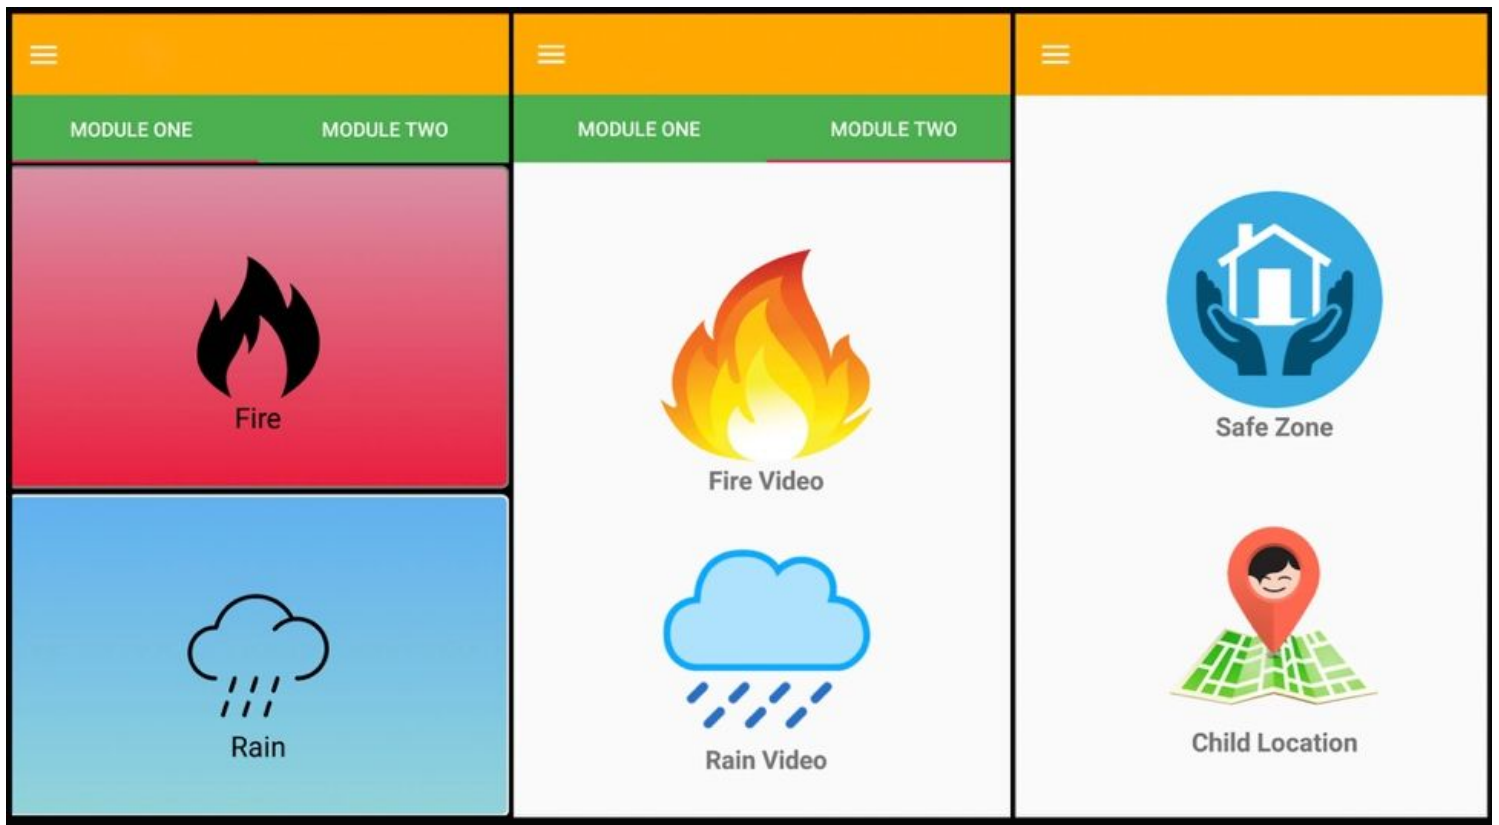 MODULE ONE MODULE TWO
Fire
Rain
MODULE ONE MODULE TWO
Fire Video
Rain Video
Safe Zone
Child Location